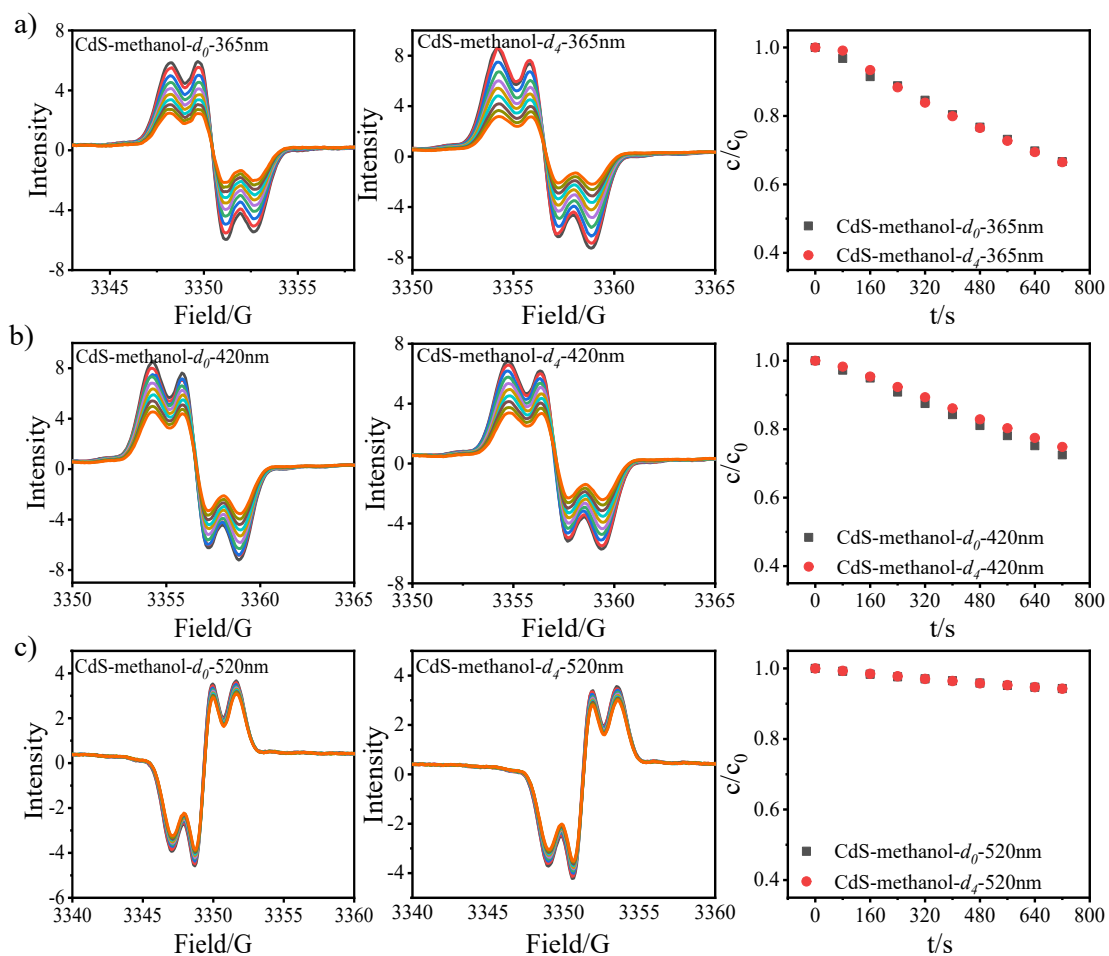 a)
CdS-methanol-d0-365nm
Intensity
8
4
0
-4
-8
3345
3350
3355
Field/G
CdS-methanol-d4-365nm
Intensity
8
4
0
-4
-8
3350
3355
3360
3365
Field/G
c/c0
1.0
0.8
0.6
0.4
CdS-methanol-d0-365nm
CdS-methanol-d4-365nm
0 160 320 480 640 800
t/s
b)
CdS-methanol-d0-420nm
Intensity
8
4
0
-4
-8
3350
3355
3360
3365
Field/G
CdS-methanol-d4-420nm
Intensity
8
4
0
-4
-8
3350
3355
3360
3365
Field/G
c/c0
1.0
0.8
0.6
0.4
CdS-methanol-d0-420nm
CdS-methanol-d4-420nm
0 160 320 480 640 800
t/s
c)
CdS-methanol-d0-520nm
Intensity
4
2
0
-2
-4
-6
3340
3345
3350
3355
3360
Field/G
CdS-methanol-d4-520nm
Intensity
4
2
0
-2
-4
3340
3345
3350
3355
3360
Field/G
c/c0
1.0
0.8
0.6
0.4
CdS-methanol-d0-520nm
CdS-methanol-d4-520nm
0 160 320 480 640 800
t/s